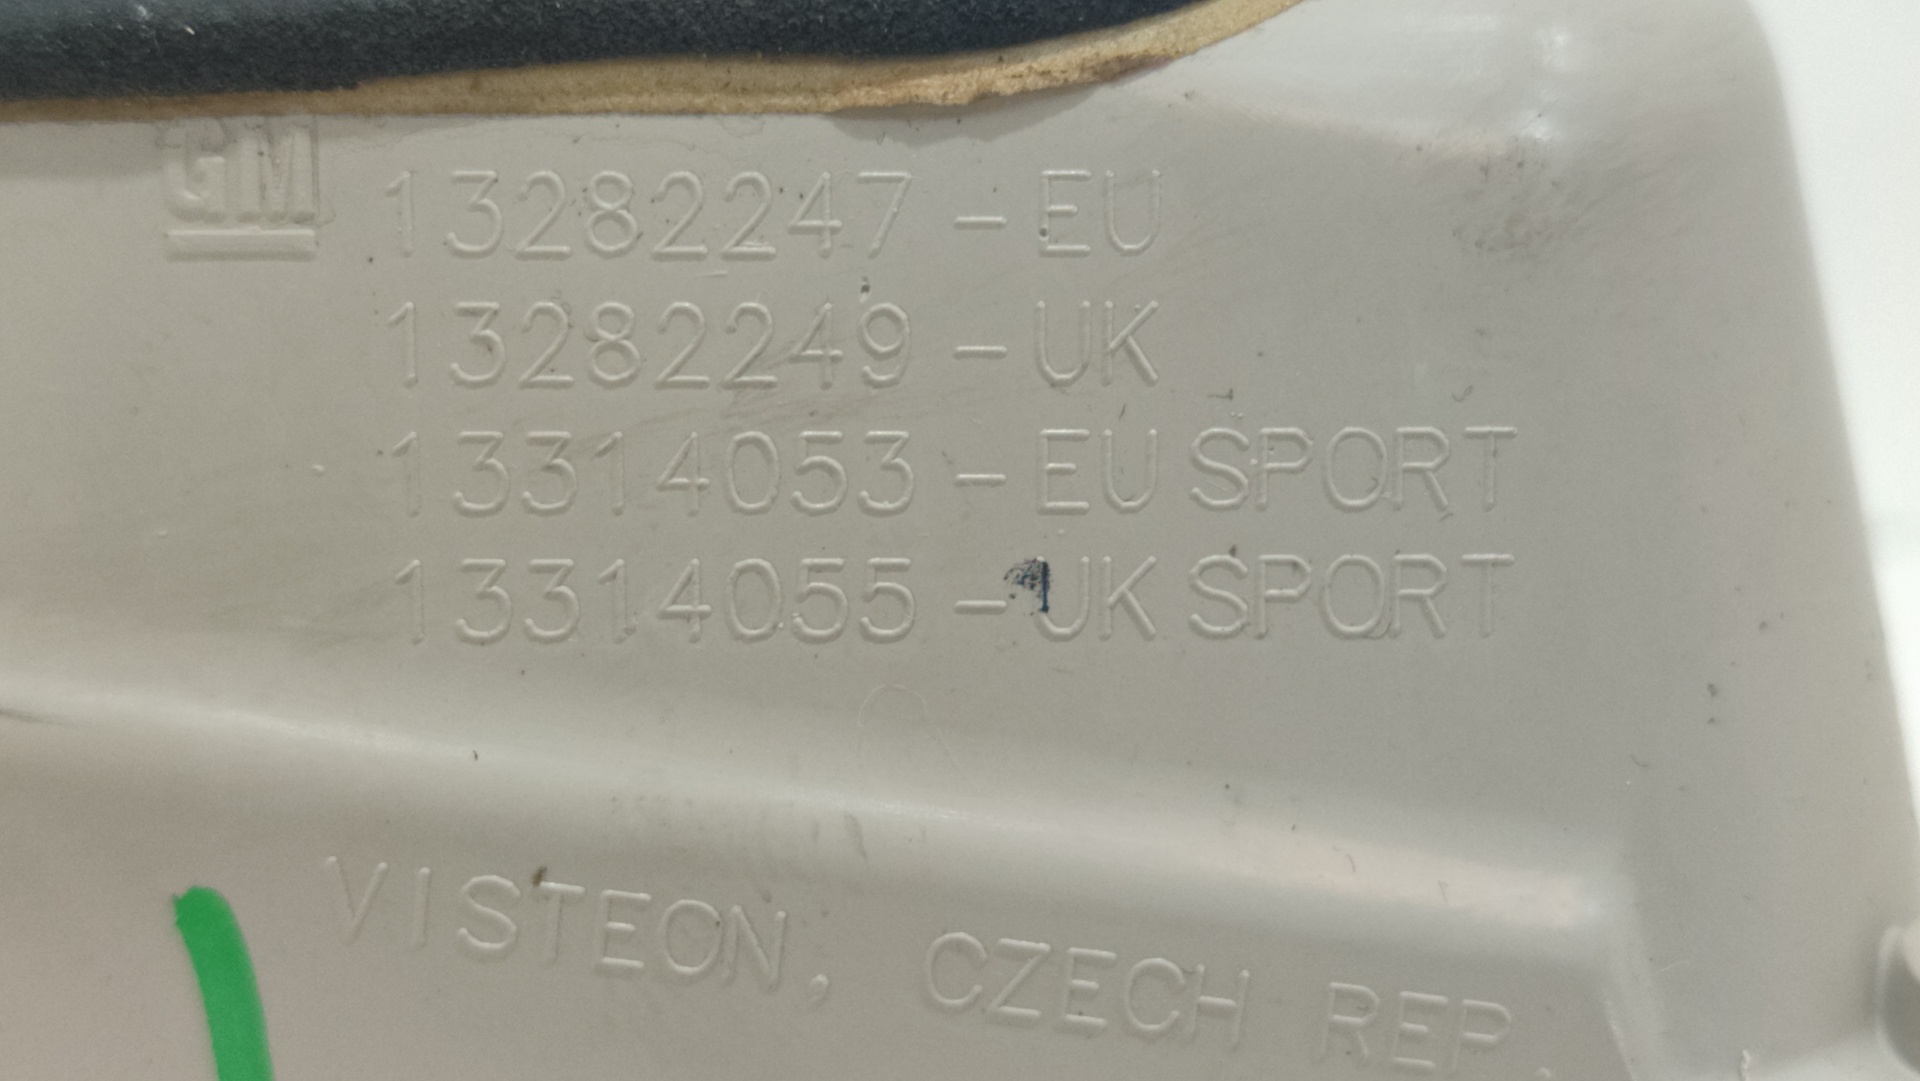 GM 13282247-EU
13282249-UK
13314053-EU SPORT
13314055-UK SPORT
VISTEON, CZECH REP.